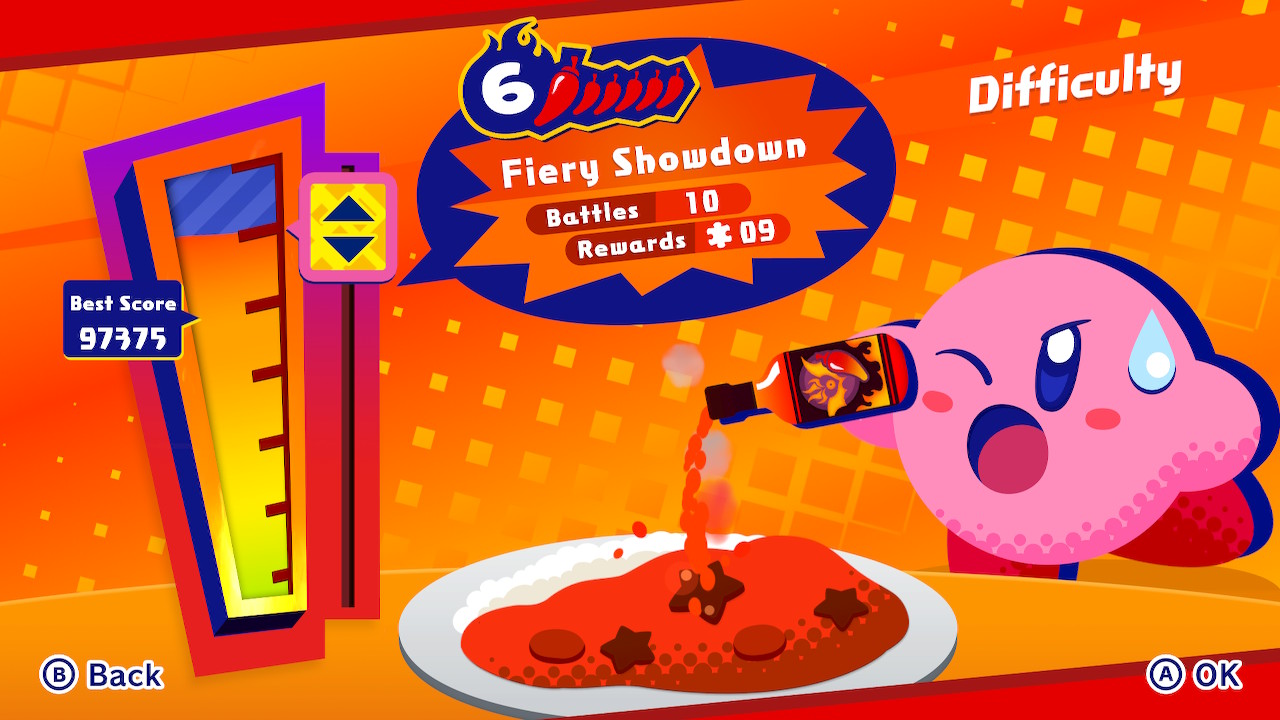 Difficulty
6
Fiery Showdown
Battles 10
Rewards 09
Best Score
97375
B Back
A OK